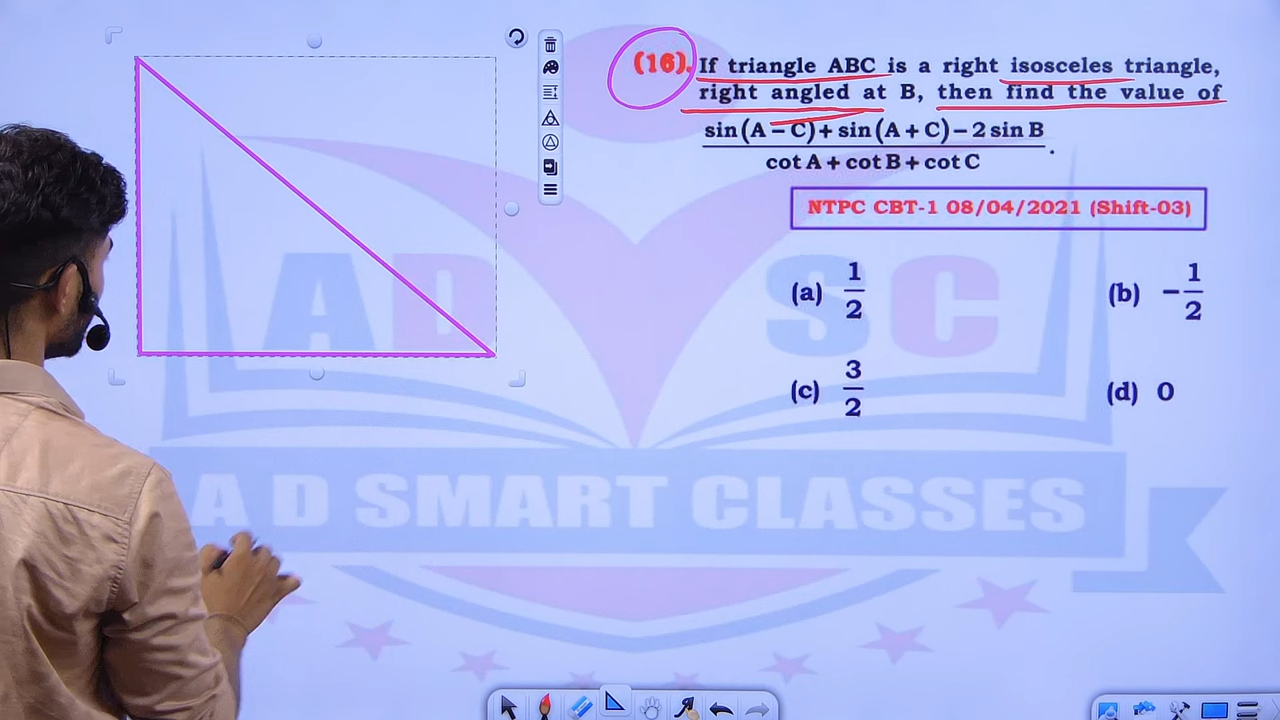 (16). If triangle ABC is a right isosceles triangle,
right angled at B, then find the value of
sin(A − C) + sin(A + C) − 2 sin B
cot A + cot B + cot C
.
NTPC CBT-1 08/04/2021 (Shift-03)
(a) 1/2
(b) −1/2
(c) 3/2
(d) 0
AD SC
A D SMART CLASSES